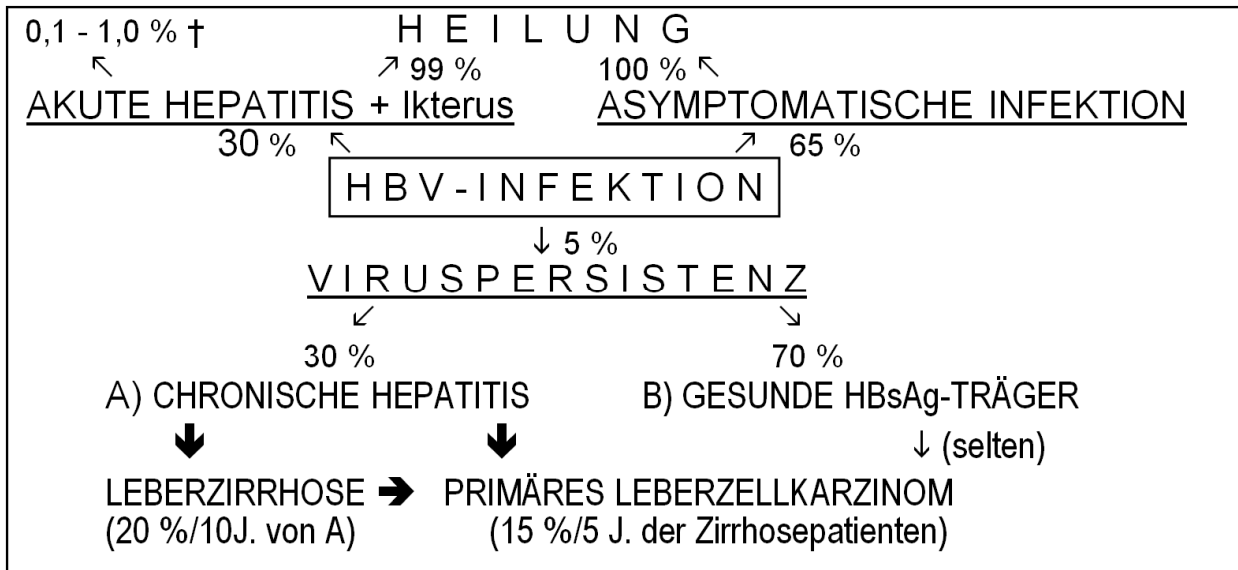 0,1 - 1,0 % † H E I L U N G
↖ ↗ 99 % 100 % ↖
AKUTE HEPATITIS + Ikterus ASYMPTOMATISCHE INFEKTION
30 % ↖ ↗ 65 %
H B V - I N F E K T I O N
↓ 5 %
V I R U S P E R S I S T E N Z
↙ ↘
30 % 70 %
A) CHRONISCHE HEPATITIS B) GESUNDE HBsAg-TRÄGER
🡇 🡇 ↓ (selten)
LEBERZIRRHOSE 🡆 PRIMÄRES LEBERZELLKARZINOM
(20 %/10J. von A) (15 %/5 J. der Zirrhosepatienten)